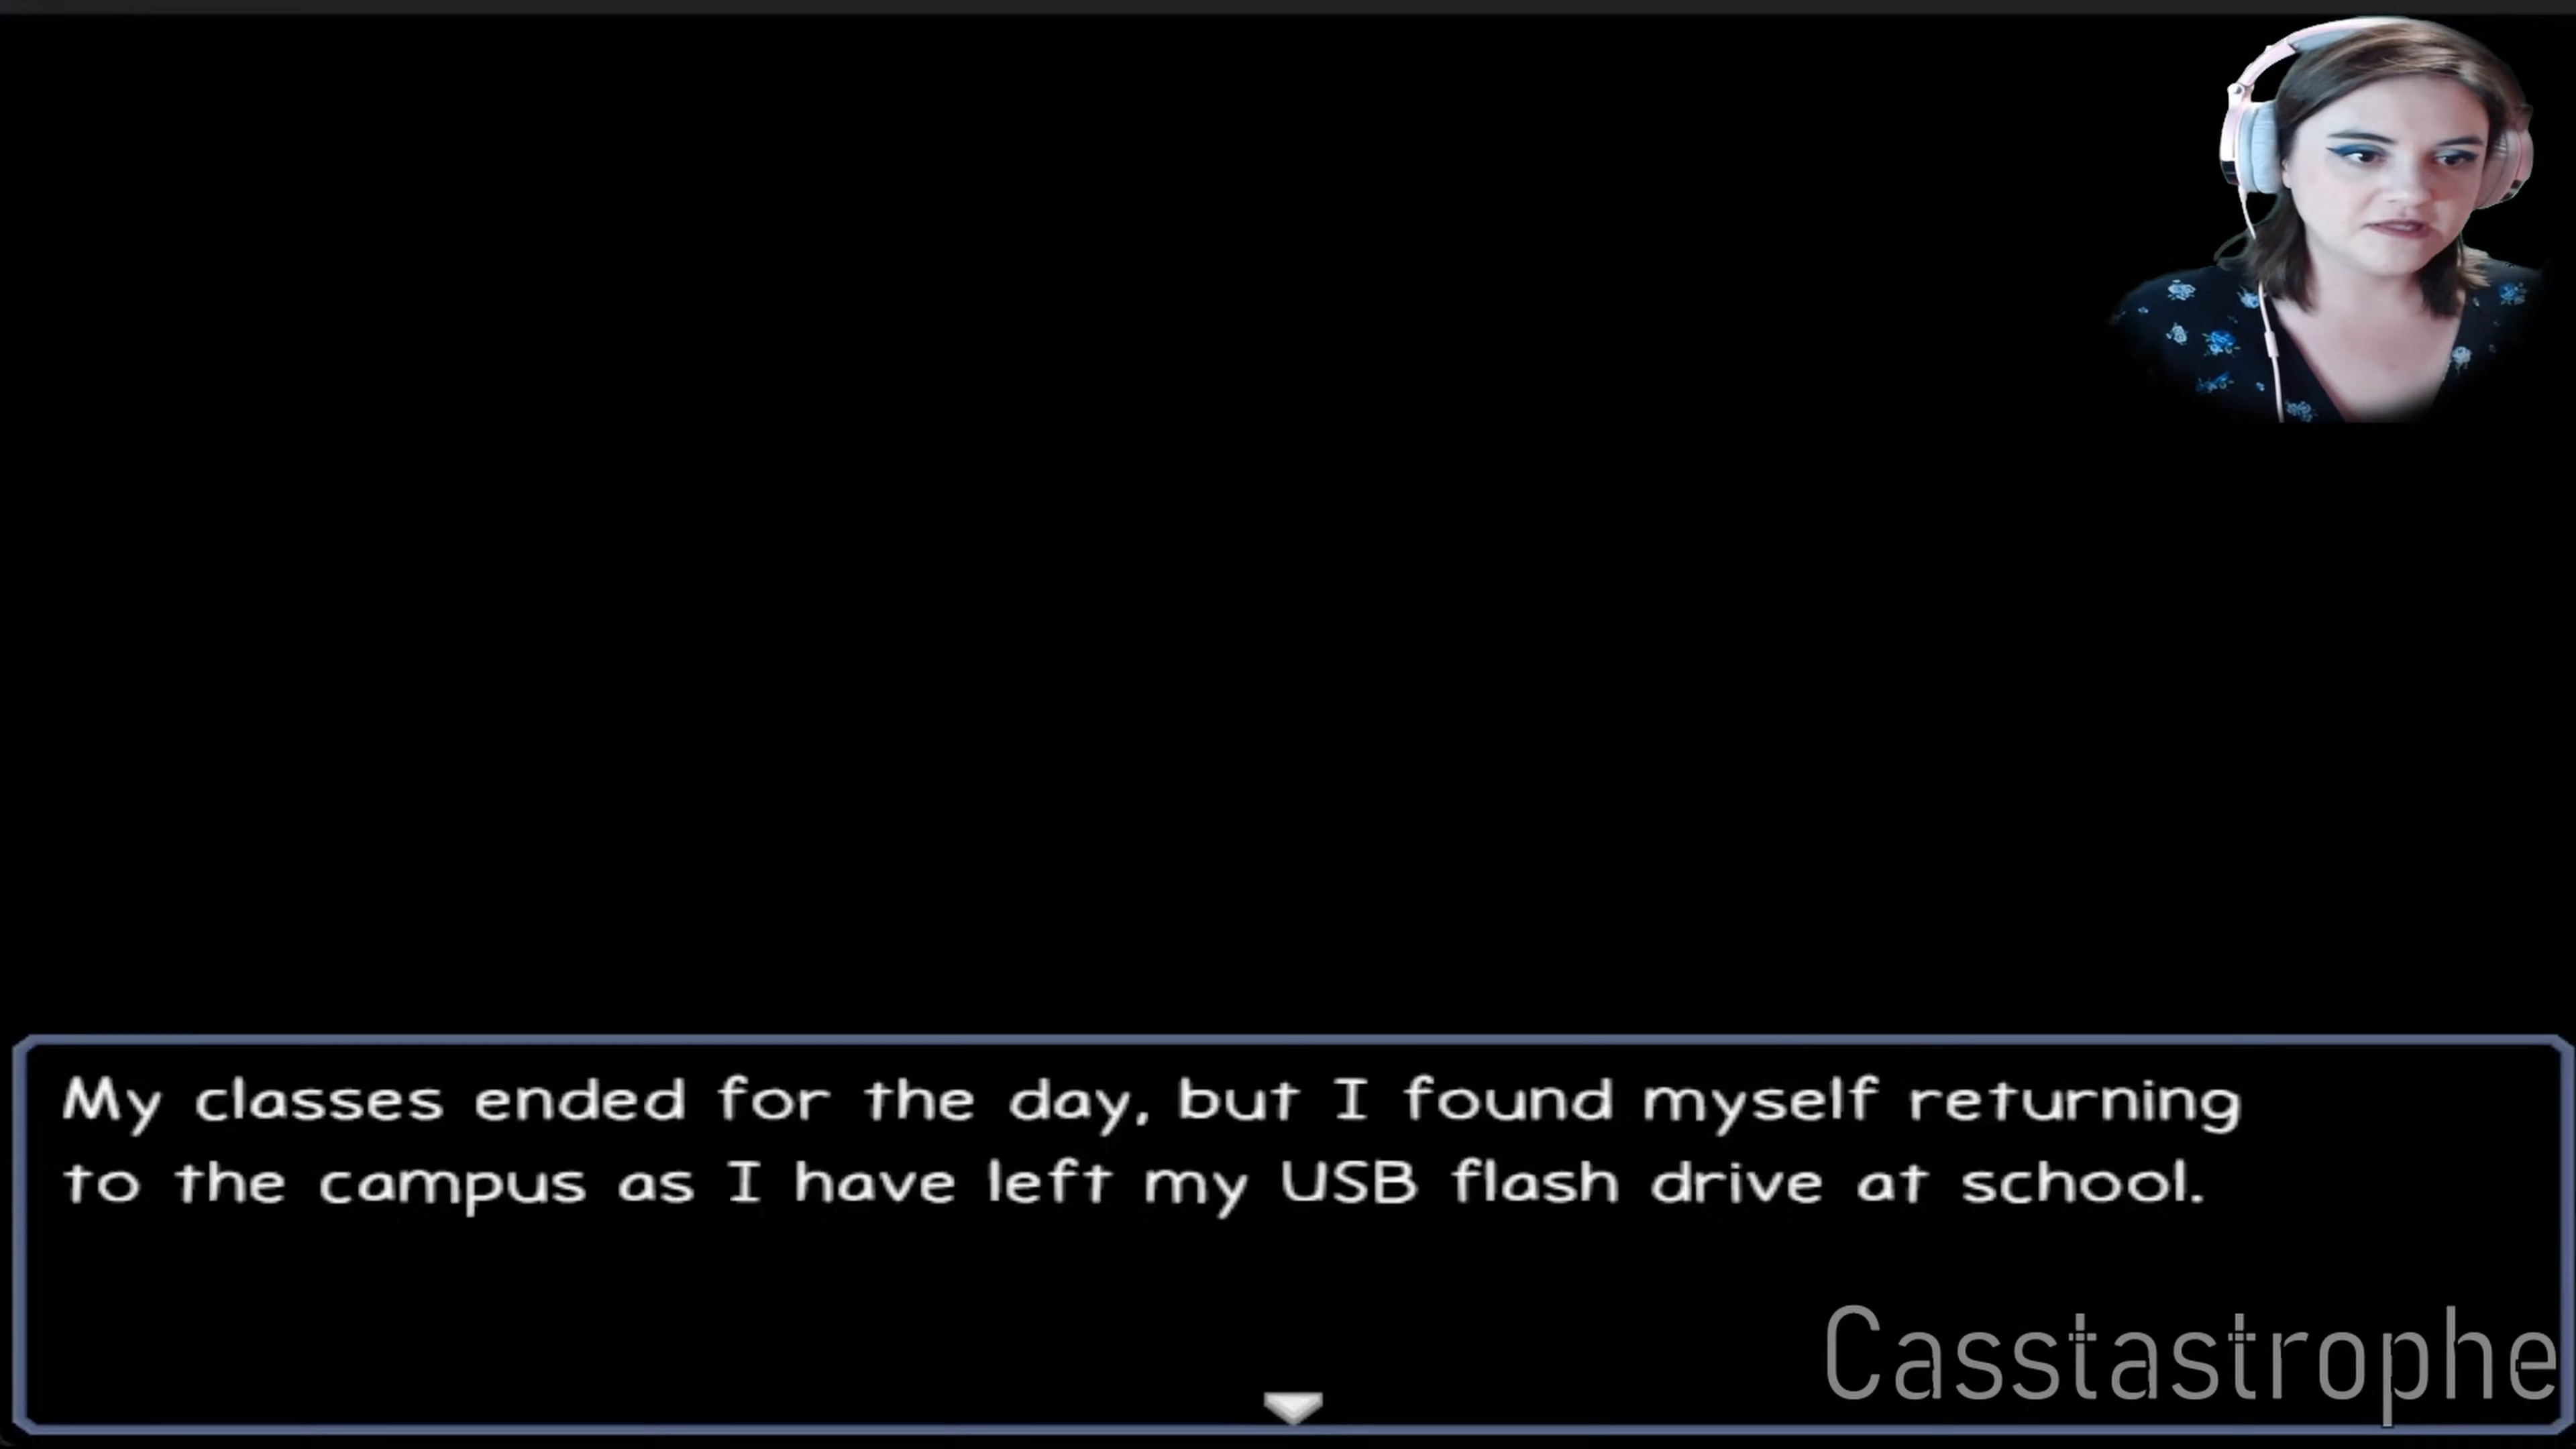 My classes ended for the day, but I found myself returning
to the campus as I have left my USB flash drive at school.
Casstastrophe